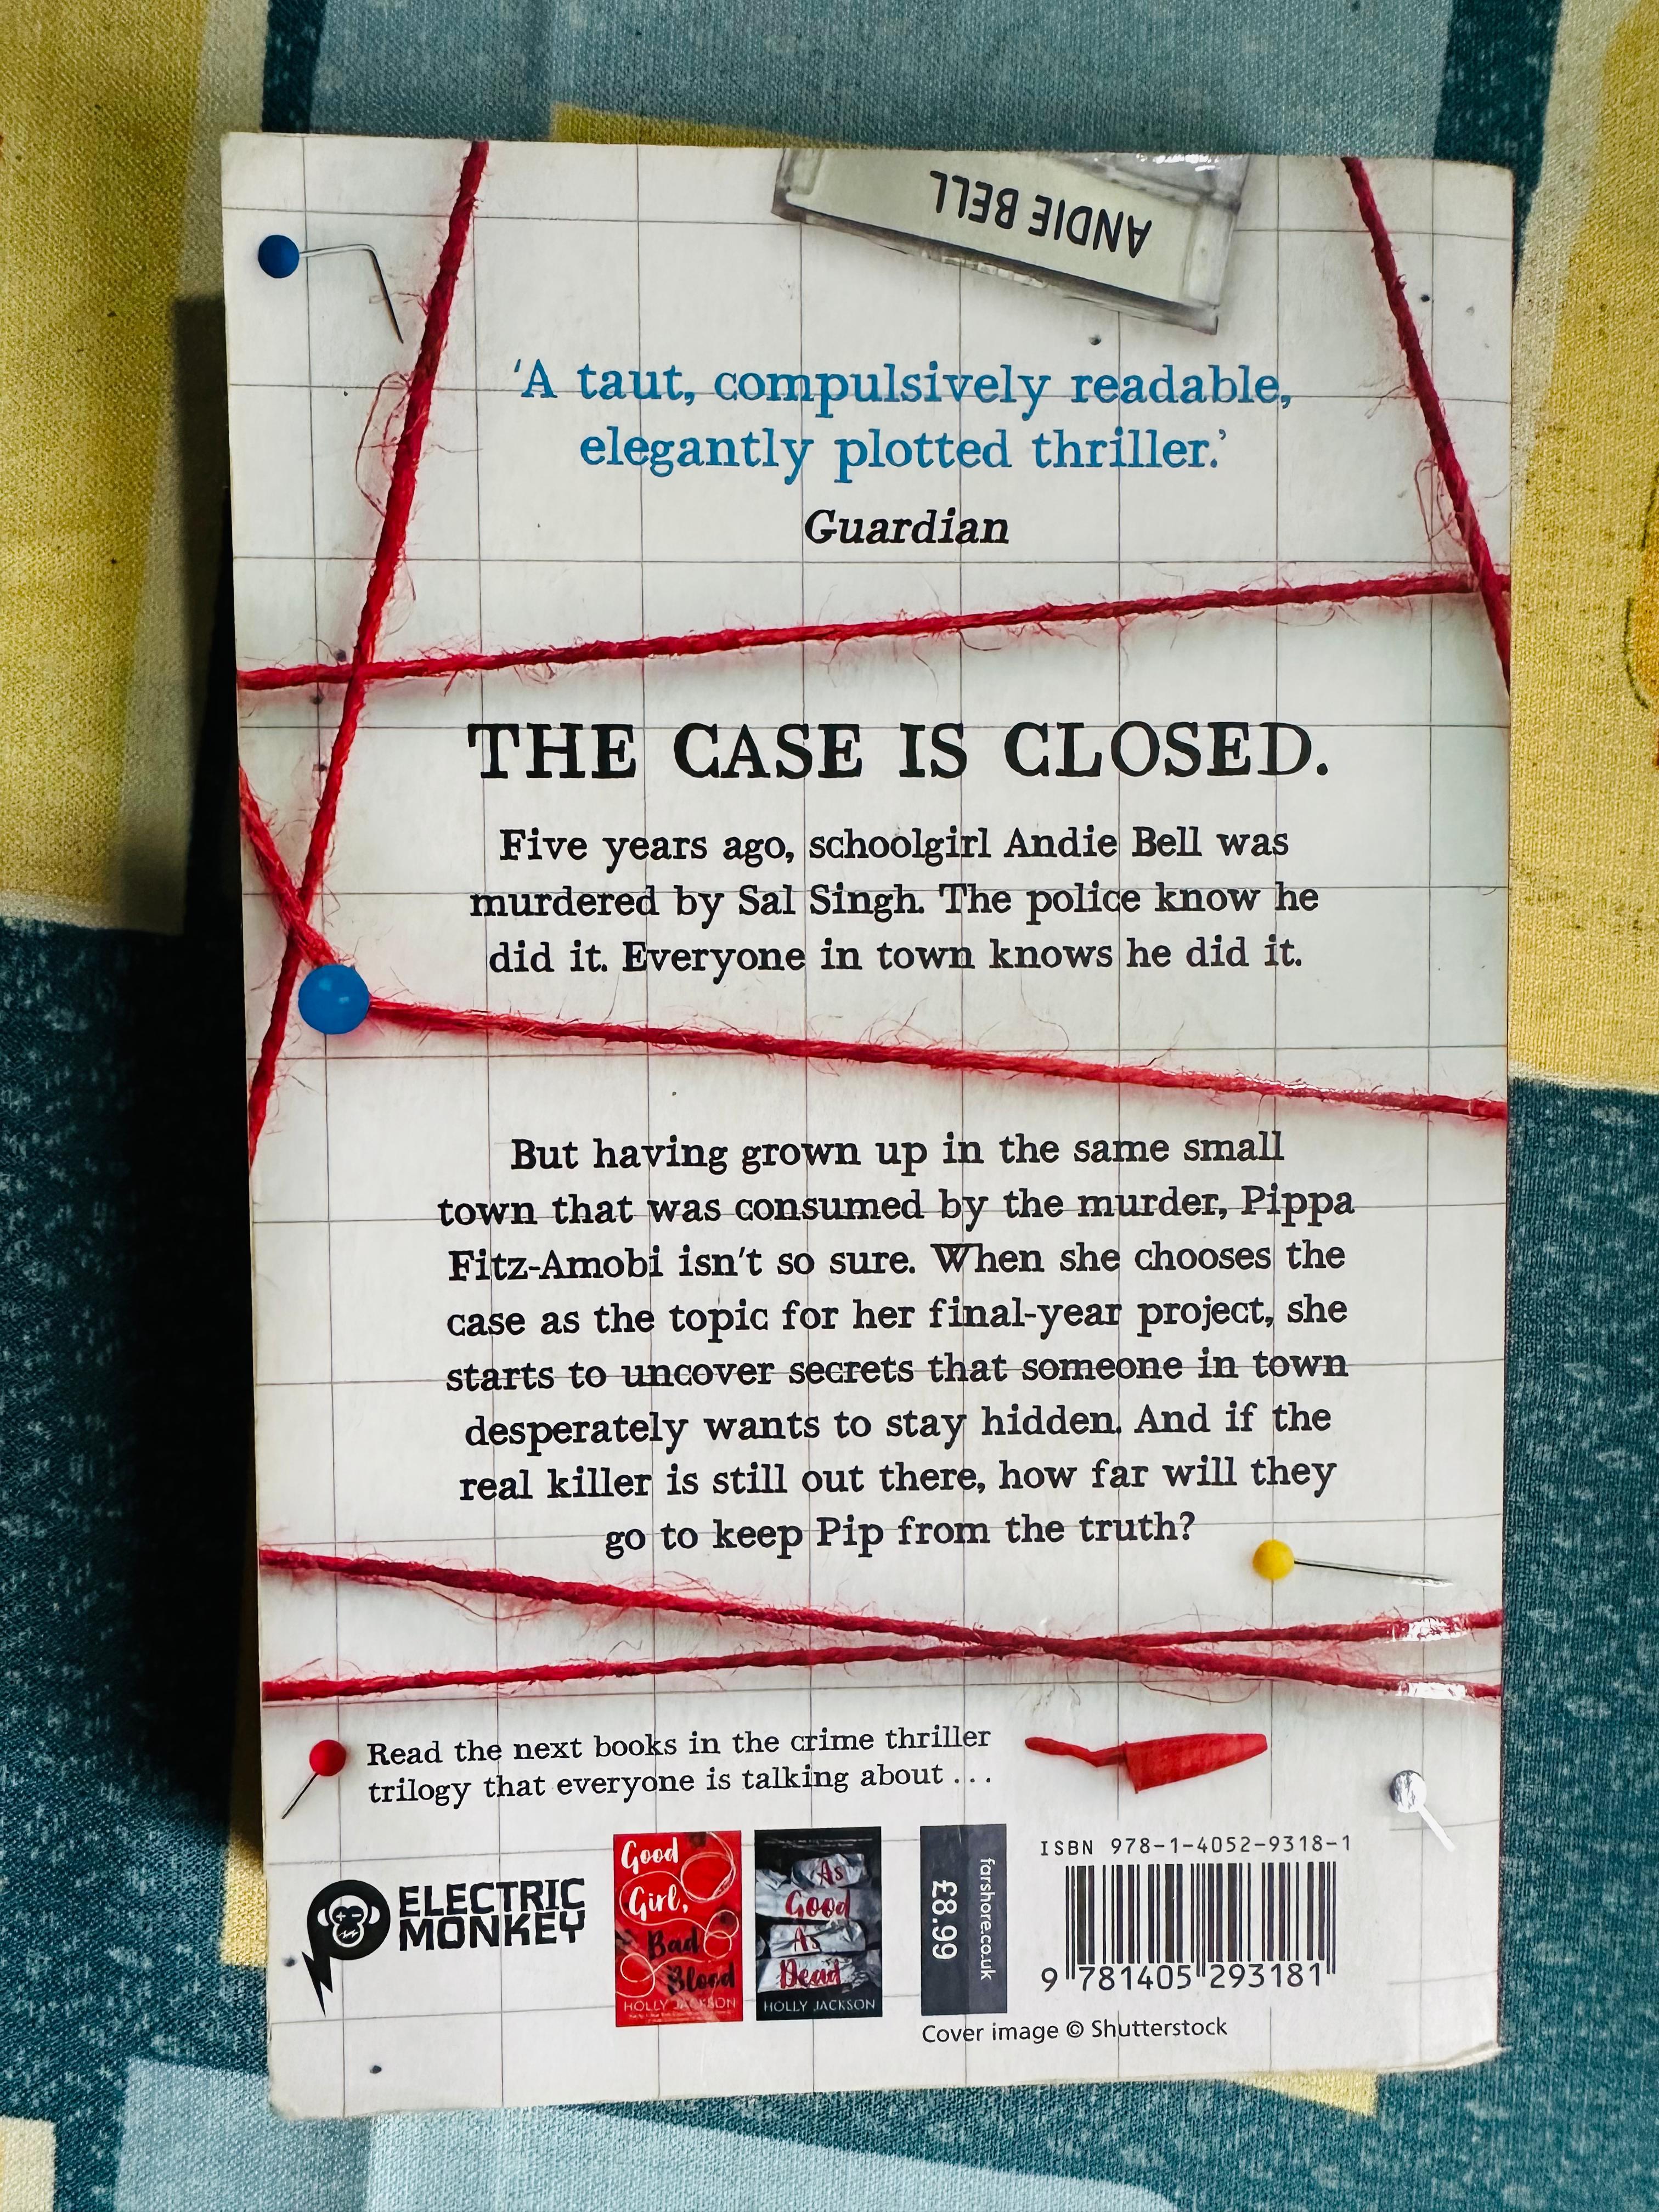 ANDIE BELL
‘A taut, compulsively readable,
elegantly plotted thriller.’
Guardian
THE CASE IS CLOSED.
Five years ago, schoolgirl Andie Bell was
murdered by Sal Singh. The police know he
did it. Everyone in town knows he did it.
But having grown up in the same small
town that was consumed by the murder, Pippa
Fitz-Amobi isn't so sure. When she chooses the
case as the topic for her final-year project, she
starts to uncover secrets that someone in town
desperately wants to stay hidden. And if the
real killer is still out there, how far will they
go to keep Pip from the truth?
Read the next books in the crime thriller
trilogy that everyone is talking about ...
ELECTRIC
MONKEY
Good
Girl,
Bad
Blood
HOLLY JACKSON
As
Good
As
Dead
HOLLY JACKSON
farshore.co.uk
£8.99
ISBN 978-1-4052-9318-1
9 781405 293181
Cover image © Shutterstock